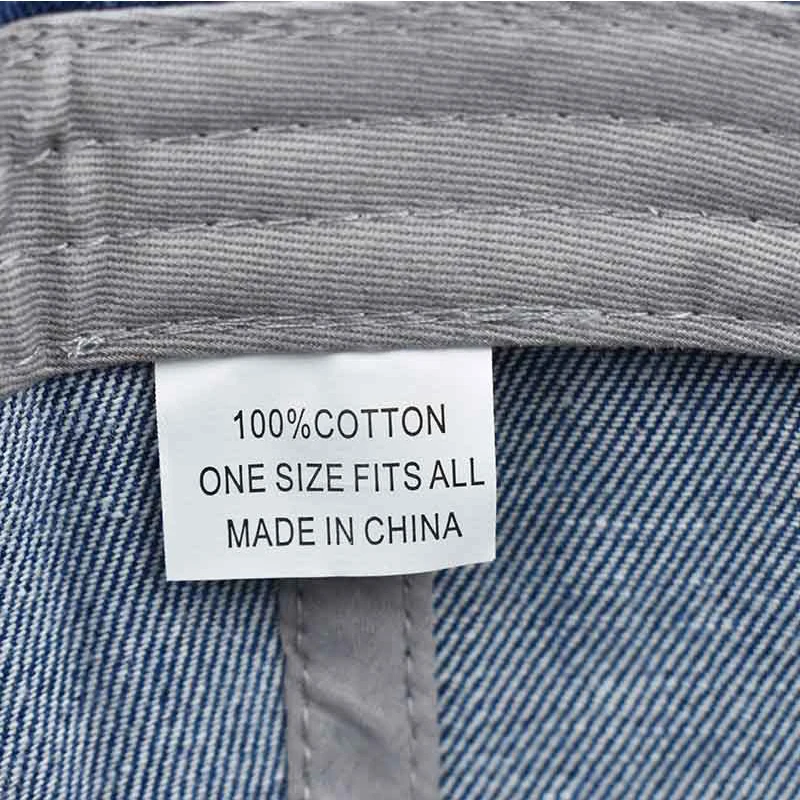 100%COTTON
ONE SIZE FITS ALL
MADE IN CHINA